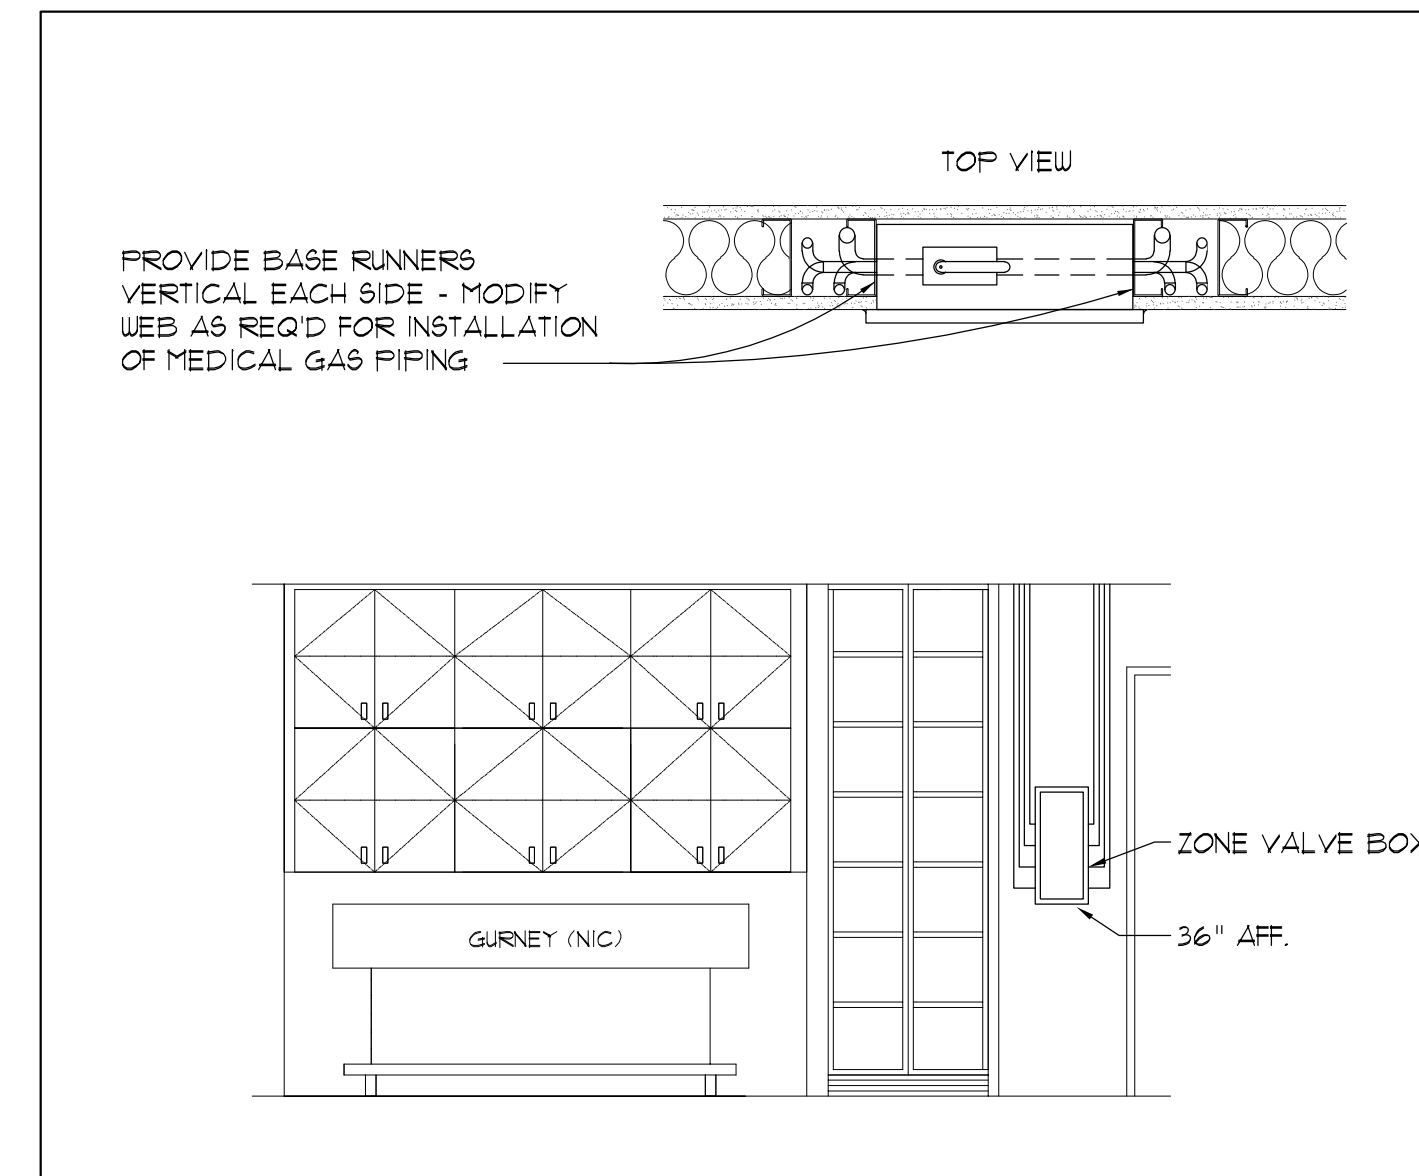 TOP VIEW
PROVIDE BASE RUNNERS
VERTICAL EACH SIDE - MODIFY
WEB AS REQ'D FOR INSTALLATION
OF MEDICAL GAS PIPING
ZONE VALVE BOX
36" AFF.
GURNEY (NIC)